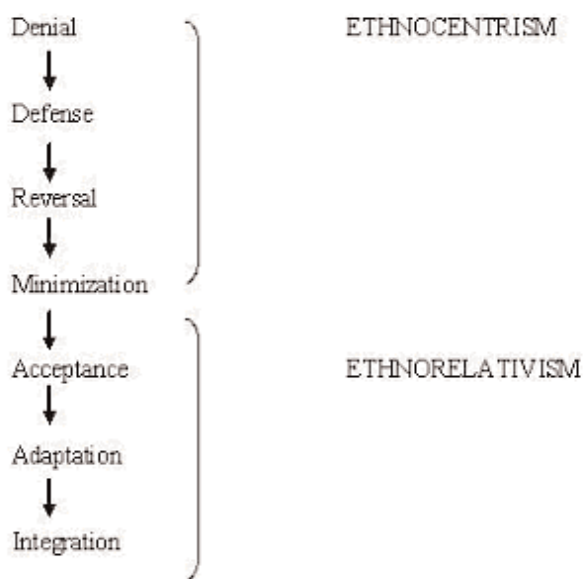 Denial ETHNOCENTRISM
Defense
Reversal
Minimization
Acceptance ETHNORELATIVISM
Adaptation
Integration